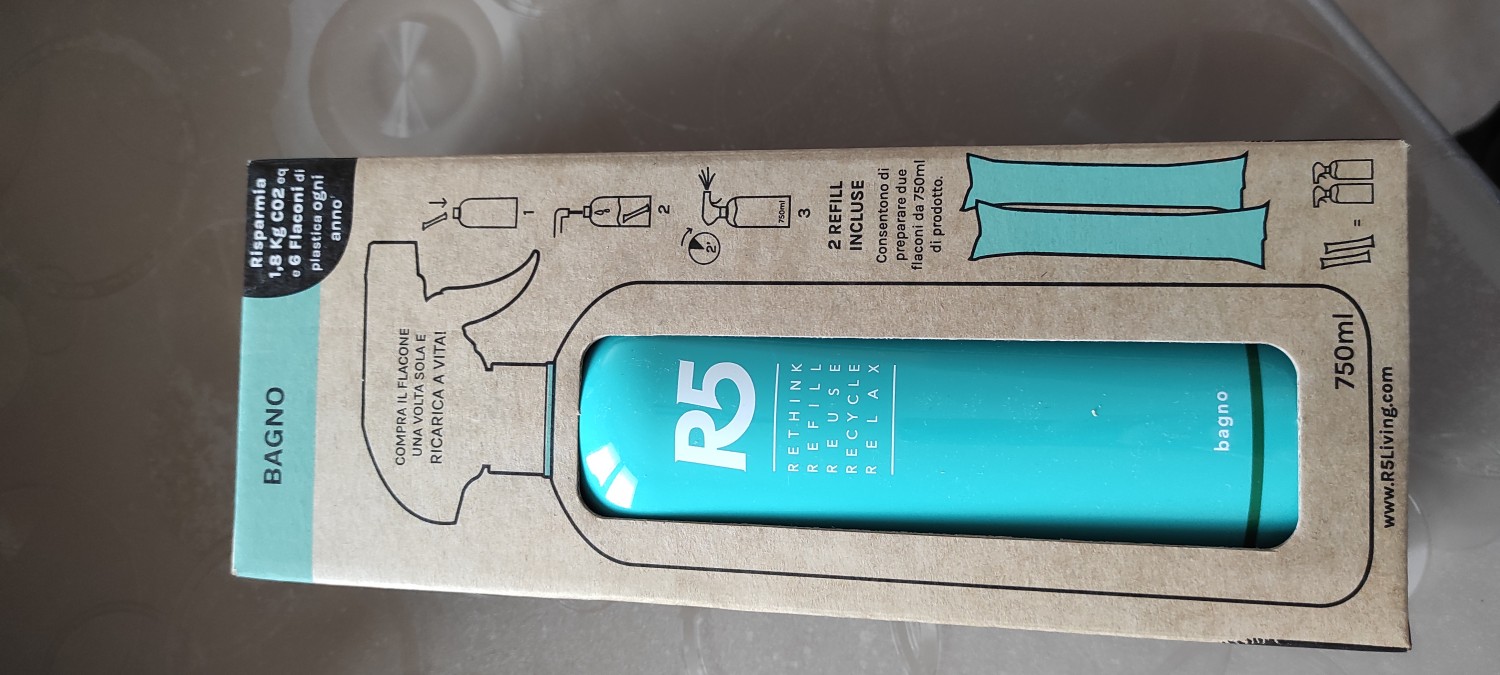 BAGNO
Risparmia
1,8 Kg CO2 eq
e 6 Flaconi di
plastica ogni
anno
COMPRA IL FLACONE
UNA VOLTA SOLA E
RICARICA A VITA!
1
2
2'
750ml
3
2 REFILL
INCLUSE
Consentono di
preparare due
flaconi da 750ml
di prodotto.
=
R5
RETHINK
REFILL
REUSE
RECYCLE
RELAX
bagno
750ml
www.R5Living.com